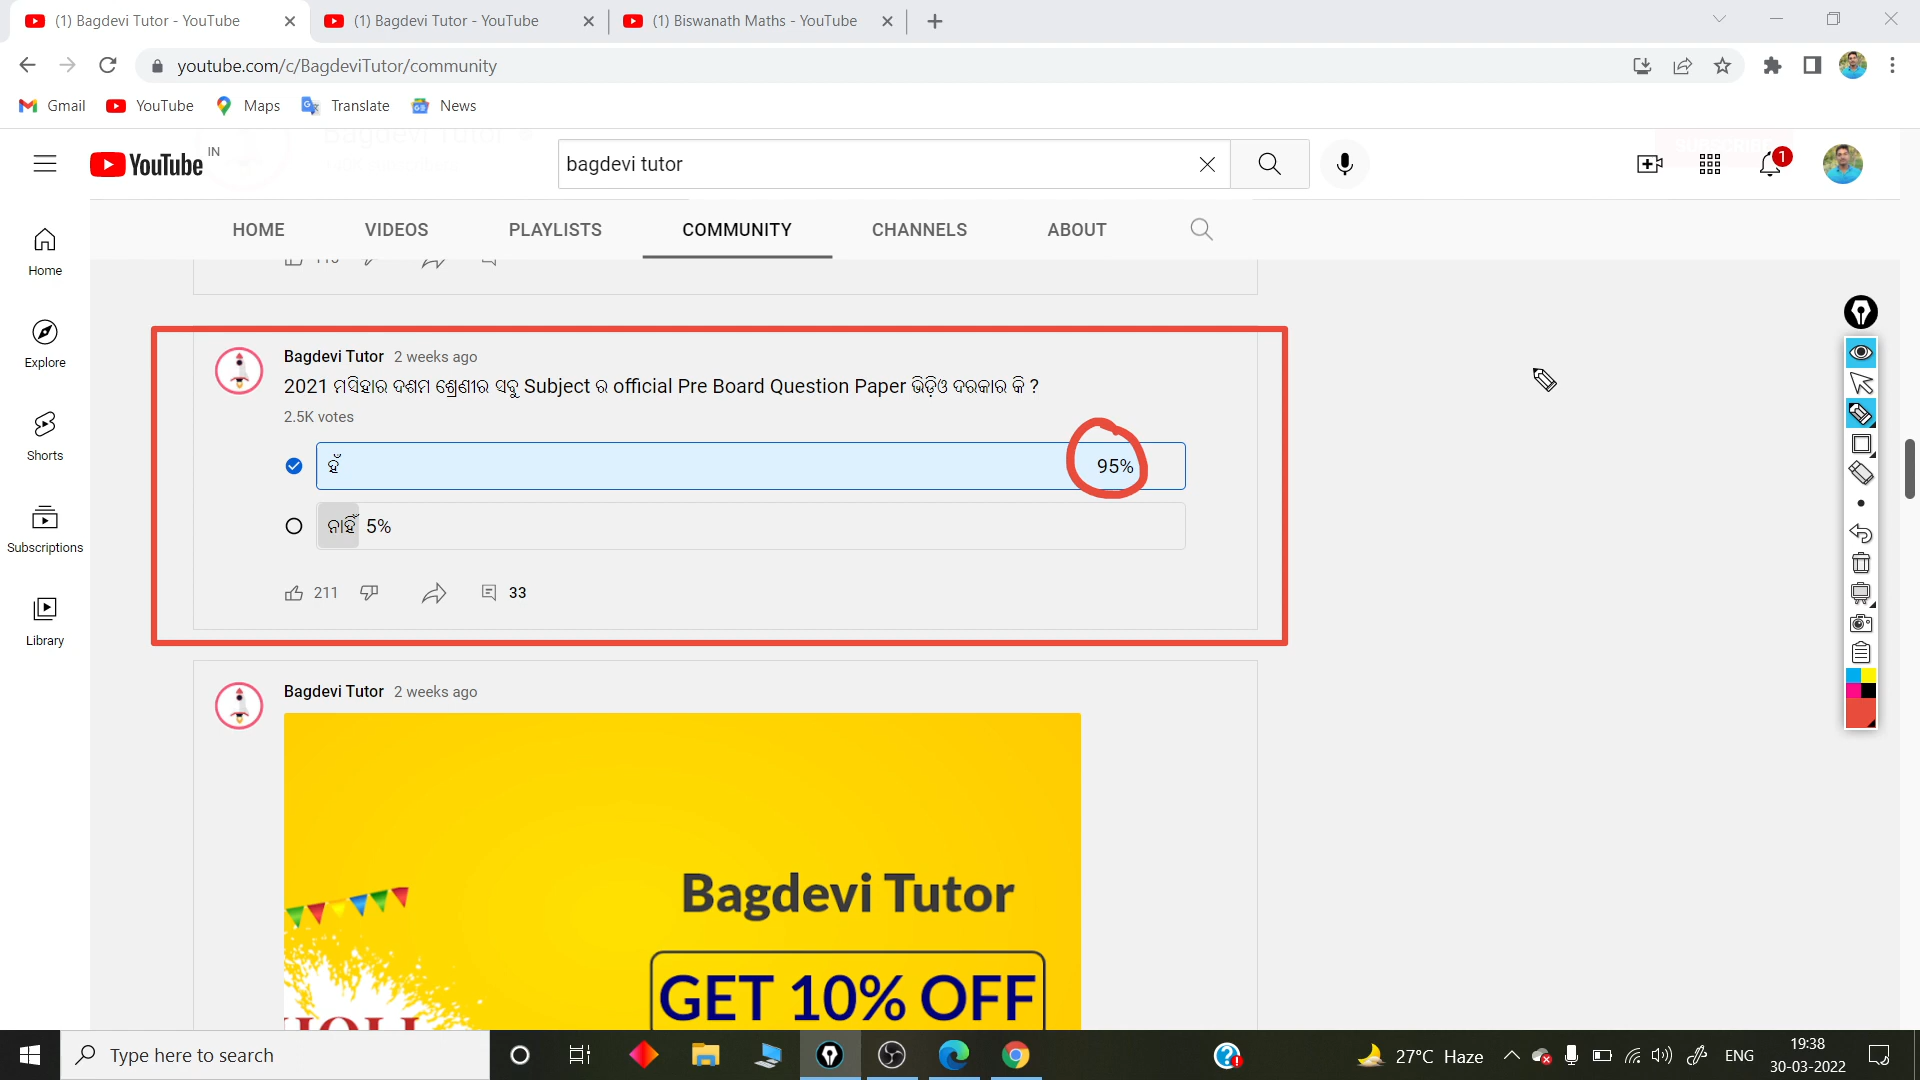 (1) Bagdevi Tutor - YouTube
(1) Bagdevi Tutor - YouTube
(1) Biswanath Maths - YouTube
youtube.com/c/BagdeviTutor/community
Gmail YouTube Maps Translate News
YouTube IN
bagdevi tutor
1
HOME VIDEOS PLAYLISTS COMMUNITY CHANNELS ABOUT
Home
Explore
Shorts
Subscriptions
Library
Bagdevi Tutor 2 weeks ago
2021 ମସିହାର ଦଶମ ଶ୍ରେଣୀର ସବୁ Subject ର official Pre Board Question Paper ଭିଡ଼ିଓ ଦରକାର କି ?
2.5K votes
ହଁ 95%
ନାହିଁ 5%
211 33
Bagdevi Tutor 2 weeks ago
Bagdevi Tutor
GET 10% OFF
Type here to search
27°C Haze
ENG
19:38
30-03-2022